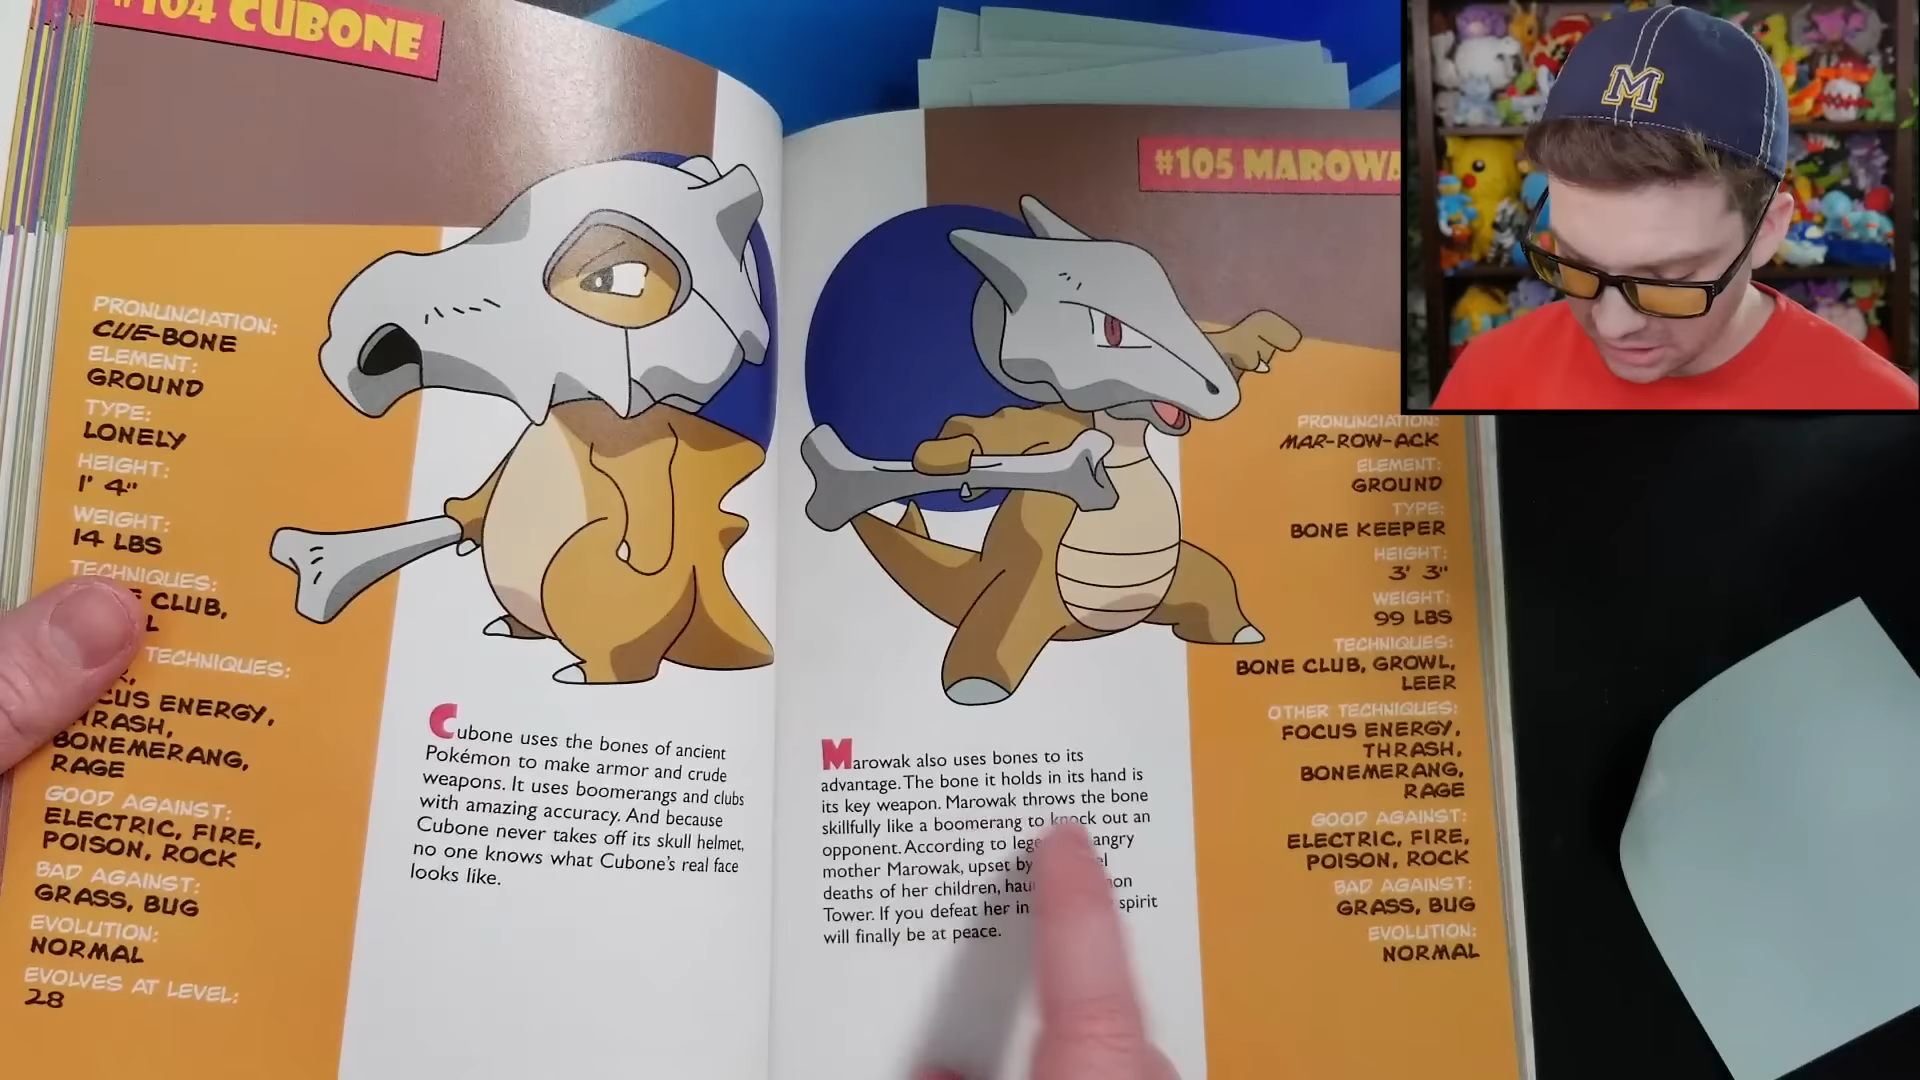 #104 CUBONE
PRONUNCIATION:
CUE-BONE
ELEMENT:
GROUND
TYPE:
LONELY
HEIGHT:
1' 4"
WEIGHT:
14 LBS
TECHNIQUES:
CLUB,
TECHNIQUES:
ENERGY,
THRASH,
BONEMERANG,
RAGE
GOOD AGAINST:
ELECTRIC, FIRE,
POISON, ROCK
BAD AGAINST:
GRASS, BUG
EVOLUTION:
NORMAL
EVOLVES AT LEVEL:
28
Cubone uses the bones of ancient
Pokémon to make armor and crude
weapons. It uses boomerangs and clubs
with amazing accuracy. And because
Cubone never takes off its skull helmet,
no one knows what Cubone's real face
looks like.
#105 MAROWA
Marowak also uses bones to its
advantage. The bone it holds in its hand is
its key weapon. Marowak throws the bone
skillfully like a boomerang to knock out an
opponent. According to angry
mother Marowak, upset by
deaths of her children,
Tower. If you defeat her in spirit
will finally be at peace.
PRONUNCIATION:
MAR-ROW-ACK
ELEMENT:
GROUND
TYPE:
BONE KEEPER
HEIGHT:
3' 3"
WEIGHT:
99 LBS
TECHNIQUES:
BONE CLUB, GROWL,
LEER
OTHER TECHNIQUES:
FOCUS ENERGY,
THRASH,
BONEMERANG,
RAGE
GOOD AGAINST:
ELECTRIC, FIRE,
POISON, ROCK
BAD AGAINST:
GRASS, BUG
EVOLUTION:
NORMAL
M